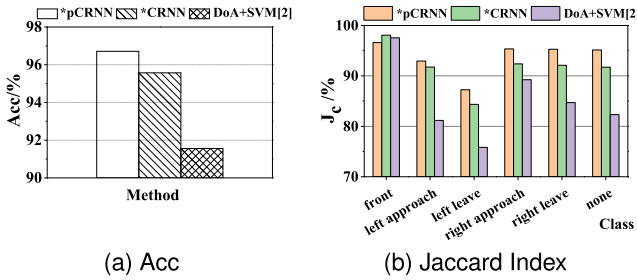 *pCRNN *CRNN DoA+SVM[2]
Acc/%
98
96
94
92
90
Method
(a) Acc
*pCRNN *CRNN DoA+SVM[2
J_c /%
100
90
80
70
front
left approach
left leave
right approach
right leave
none
Class
(b) Jaccard Index